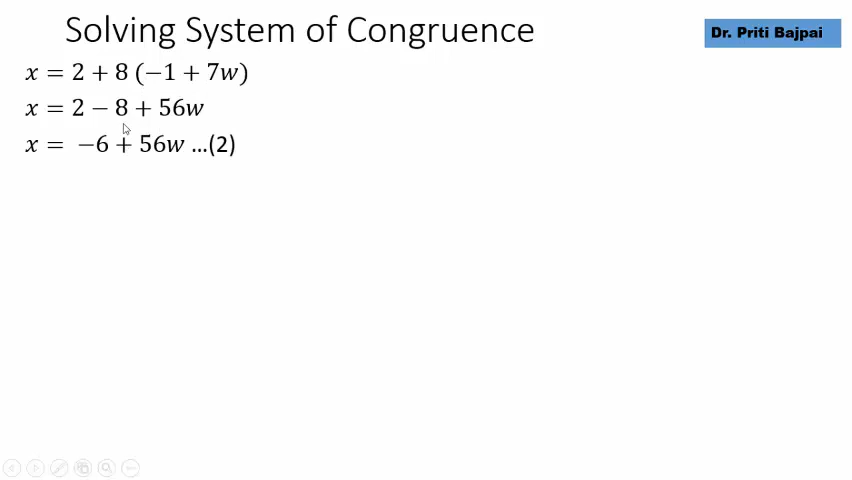 Solving System of Congruence
Dr. Priti Bajpai
x = 2 + 8 (−1 + 7w)
x = 2 − 8 + 56w
x = −6 + 56w ...(2)